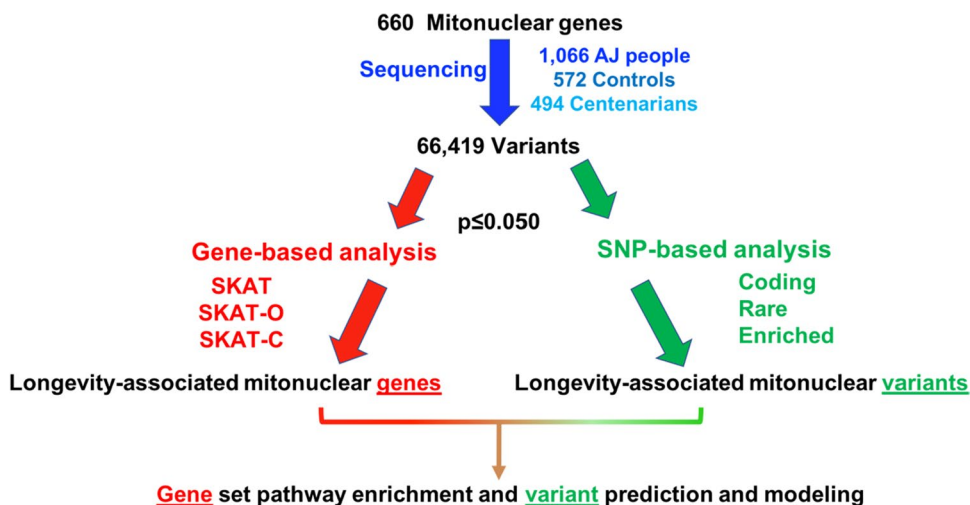 660 Mitonuclear genes
Sequencing
1,066 AJ people
572 Controls
494 Centenarians
66,419 Variants
p≤0.050
Gene-based analysis
SKAT
SKAT-O
SKAT-C
SNP-based analysis
Coding
Rare
Enriched
Longevity-associated mitonuclear genes
Longevity-associated mitonuclear variants
Gene set pathway enrichment and variant prediction and modeling